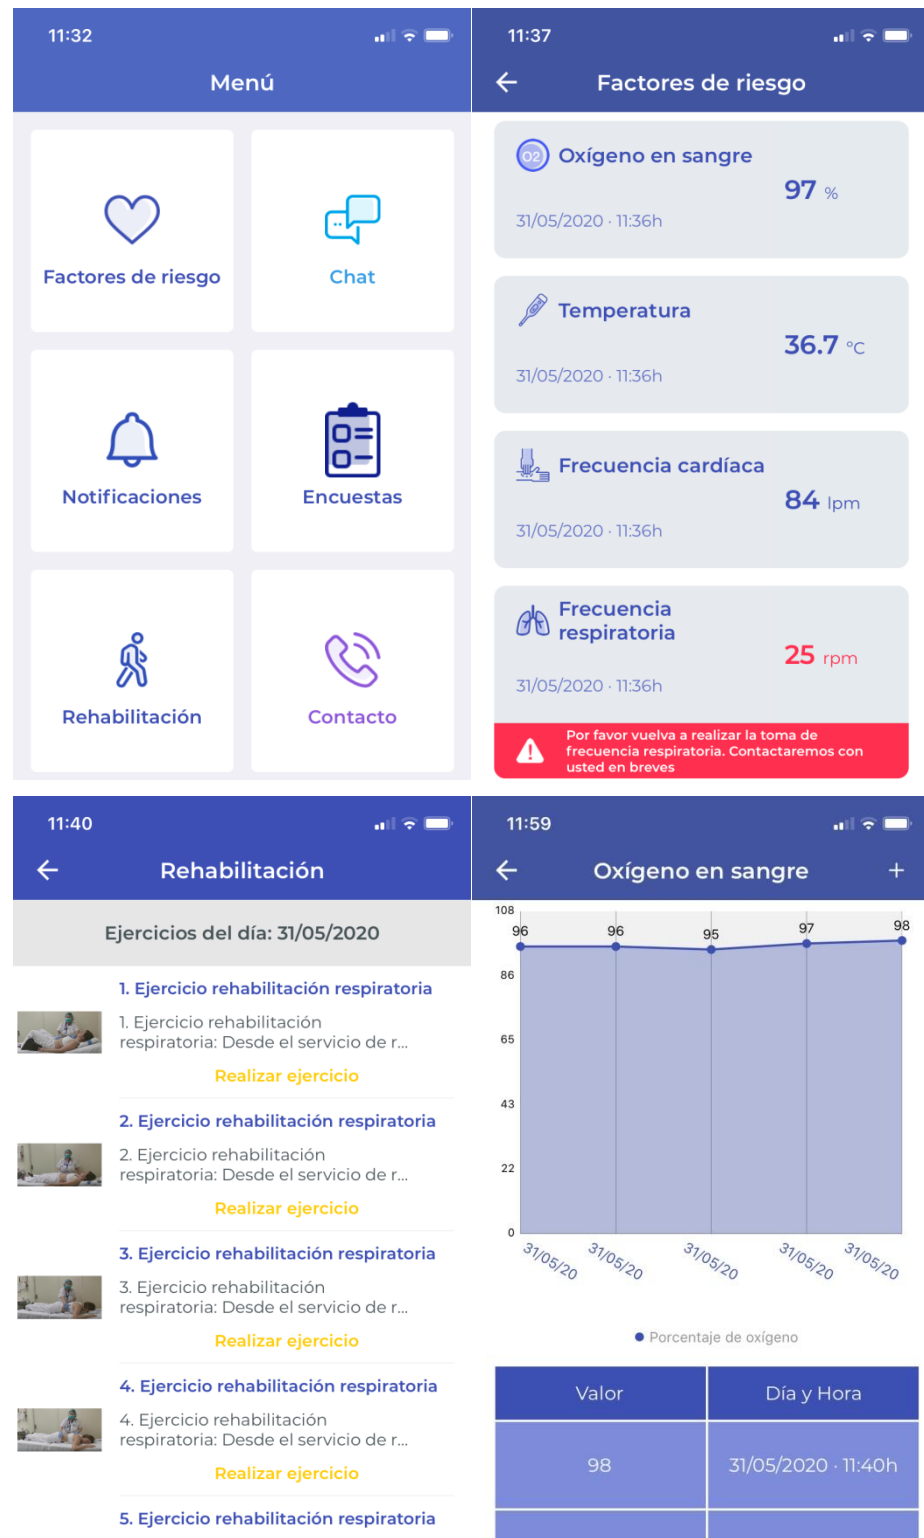 11:32
Menú
Factores de riesgo
Chat
Notificaciones
Encuestas
Rehabilitación
Contacto
11:37
Factores de riesgo
O2
Oxígeno en sangre
97 %
31/05/2020 · 11:36h
Temperatura
36.7 °C
31/05/2020 · 11:36h
Frecuencia cardíaca
84 lpm
31/05/2020 · 11:36h
Frecuencia
respiratoria
25 rpm
31/05/2020 · 11:36h
Por favor vuelva a realizar la toma de
frecuencia respiratoria. Contactaremos con
usted en breves
11:40
Rehabilitación
Ejercicios del día: 31/05/2020
1. Ejercicio rehabilitación respiratoria
1. Ejercicio rehabilitación
respiratoria: Desde el servicio de r...
Realizar ejercicio
2. Ejercicio rehabilitación respiratoria
2. Ejercicio rehabilitación
respiratoria: Desde el servicio de r...
Realizar ejercicio
3. Ejercicio rehabilitación respiratoria
3. Ejercicio rehabilitación
respiratoria: Desde el servicio de r...
Realizar ejercicio
4. Ejercicio rehabilitación respiratoria
4. Ejercicio rehabilitación
respiratoria: Desde el servicio de r...
Realizar ejercicio
5. Ejercicio rehabilitación respiratoria
11:59
Oxígeno en sangre +
108
96 96 95 97 98
86
65
43
22
0
31/05/20 31/05/20 31/05/20 31/05/20 31/05/20
Porcentaje de oxígeno
Valor Día y Hora
98 31/05/2020 · 11:40h